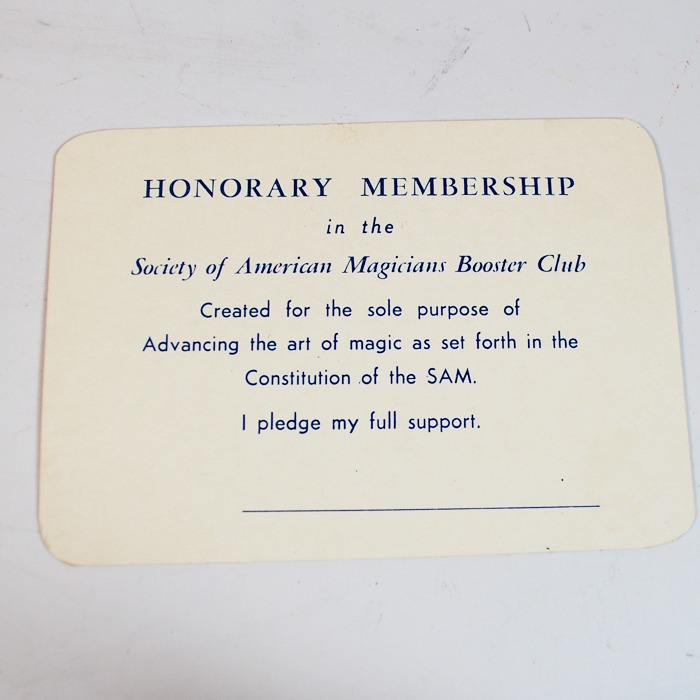 HONORARY MEMBERSHIP
in the
Society of American Magicians Booster Club
Created for the sole purpose of
Advancing the art of magic as set forth in the
Constitution of the SAM.
I pledge my full support.